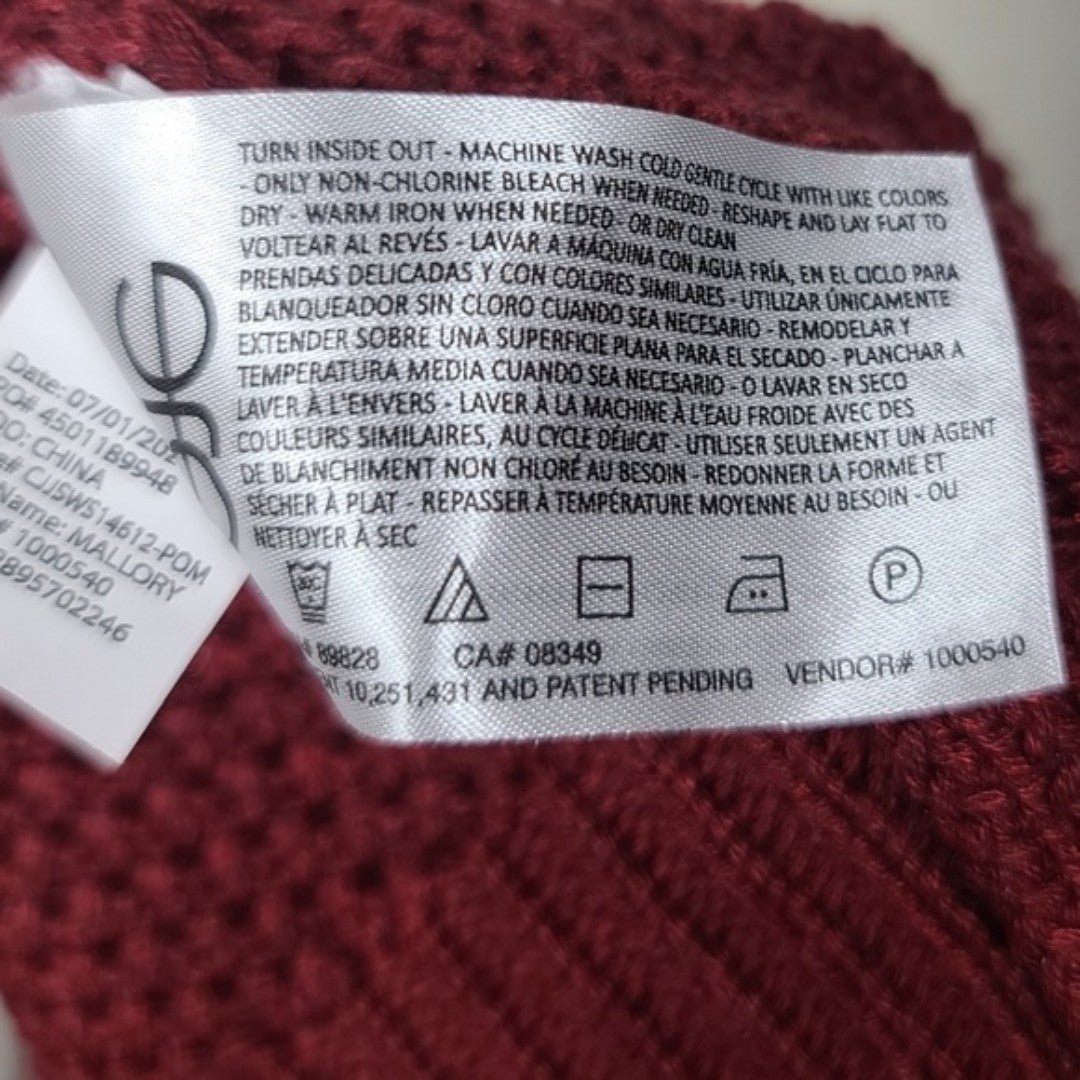 TURN INSIDE OUT - MACHINE WASH COLD GENTLE CYCLE WITH LIKE COLORS
- ONLY NON-CHLORINE BLEACH WHEN NEEDED - RESHAPE AND LAY FLAT TO
DRY - WARM IRON WHEN NEEDED - OR DRY CLEAN
VOLTEAR AL REVÉS - LAVAR A MÁQUINA CON AGUA FRÍA, EN EL CICLO PARA
PRENDAS DELICADAS Y CON COLORES SIMILARES - UTILIZAR ÚNICAMENTE
BLANQUEADOR SIN CLORO CUANDO SEA NECESARIO - REMODELAR Y
EXTENDER SOBRE UNA SUPERFICIE PLANA PARA EL SECADO - PLANCHAR A
TEMPERATURA MEDIA CUANDO SEA NECESARIO - O LAVAR EN SECO
LAVER À L'ENVERS - LAVER À LA MACHINE À L'EAU FROIDE AVEC DES
COULEURS SIMILAIRES, AU CYCLE DÉLICAT - UTILISER SEULEMENT UN AGENT
DE BLANCHIMENT NON CHLORÉ AU BESOIN - REDONNER LA FORME ET
SÉCHER À PLAT - REPASSER À TEMPÉRATURE MOYENNE AU BESOIN - OU
NETTOYER À SEC
P
# 89828 CA# 08349
10,251,431 AND PATENT PENDING VENDOR# 1000540
Date: 07/01/202
PO# 4501189948
OO: CHINA
# CJJSW514612-POM
Name: MALLORY
# 1000540
895702246